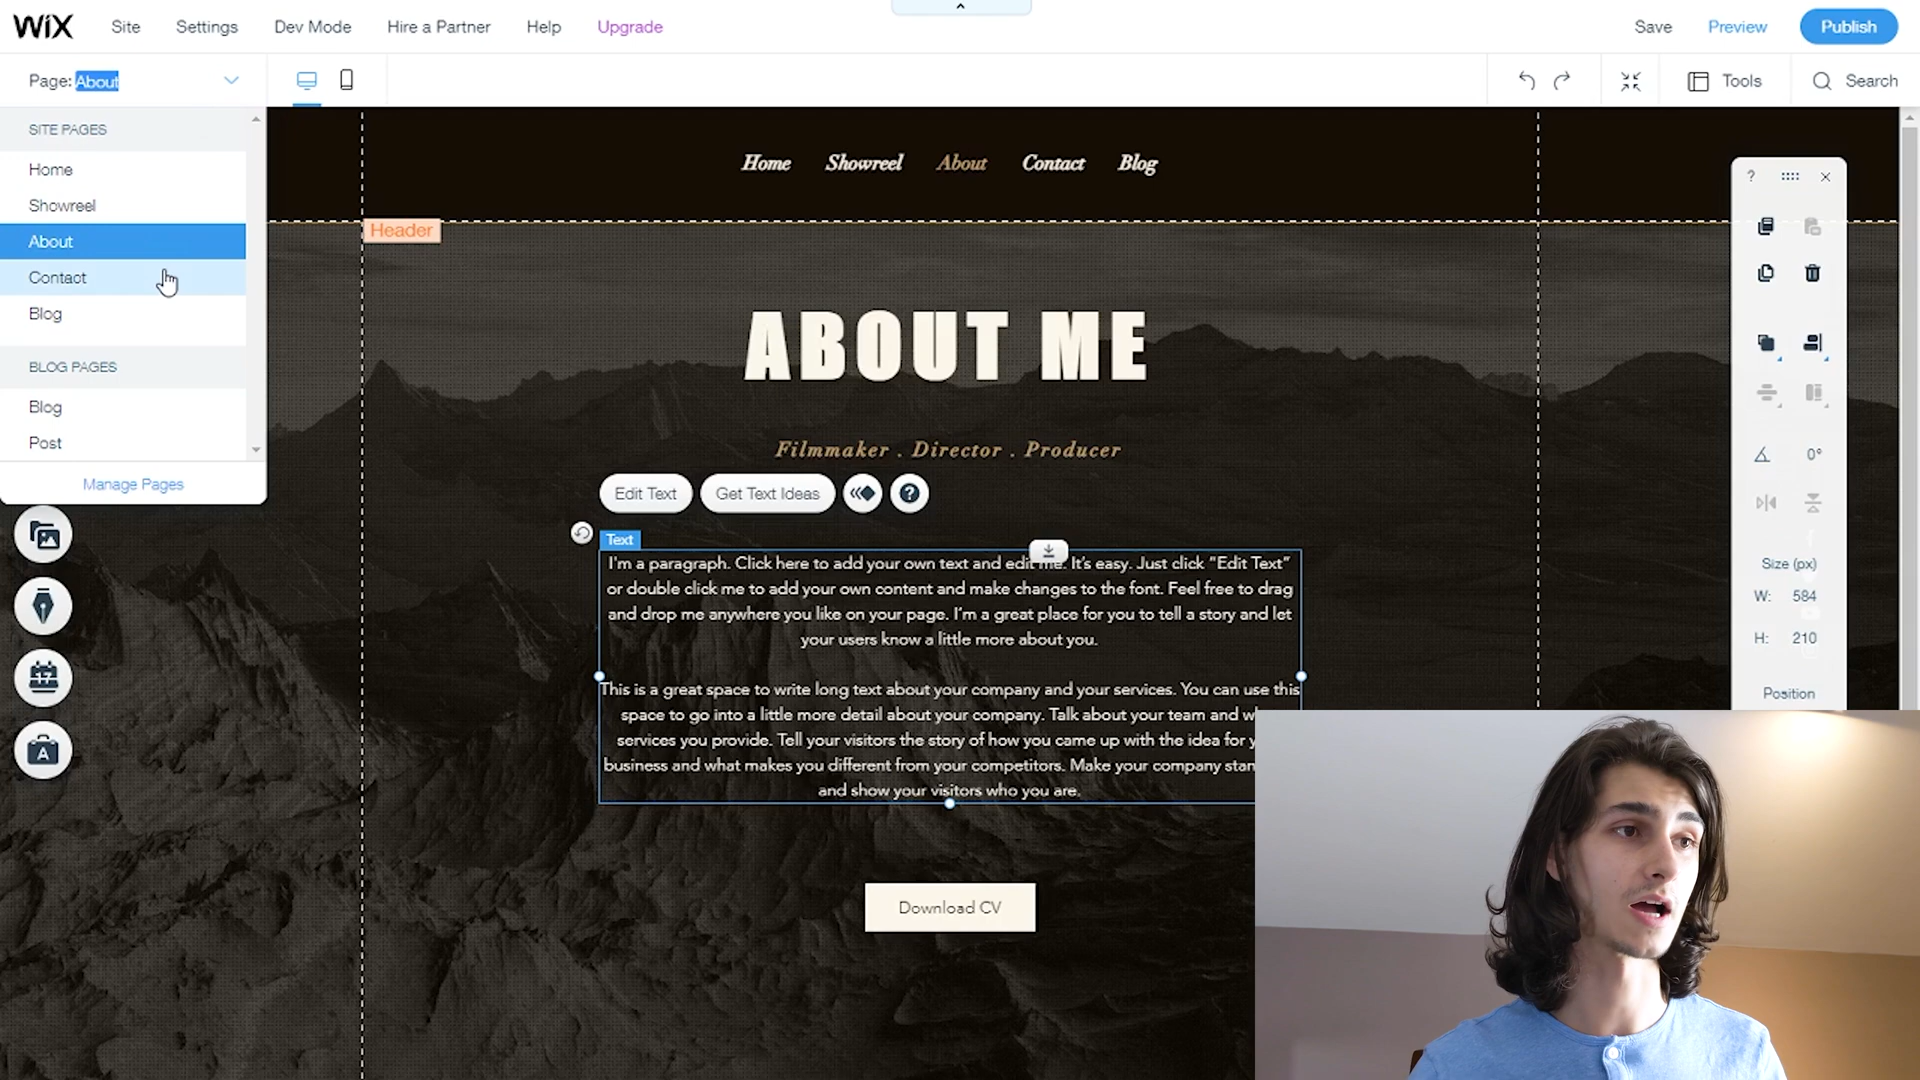 WiX Site Settings Dev Mode Hire a Partner Help Upgrade Save Preview Publish
Page: About Tools Search
SITE PAGES
Home
Showreel
About
Contact
Blog
BLOG PAGES
Blog
Post
Manage Pages
Home Showreel About Contact Blog
Header
ABOUT ME
Filmmaker . Director . Producer
Edit Text Get Text Ideas ?
Text
I'm a paragraph. Click here to add your own text and edit me. It's easy. Just click "Edit Text"
or double click me to add your own content and make changes to the font. Feel free to drag
and drop me anywhere you like on your page. I'm a great place for you to tell a story and let
your users know a little more about you.
This is a great space to write long text about your company and your services. You can use this
space to go into a little more detail about your company. Talk about your team and
services you provide. Tell your visitors the story of how you came up with the idea for
business and what makes you different from your competitors. Make your company
and show your visitors who you are.
Download CV
17
A
?
0°
Size (px)
W: 584
H: 210
Position